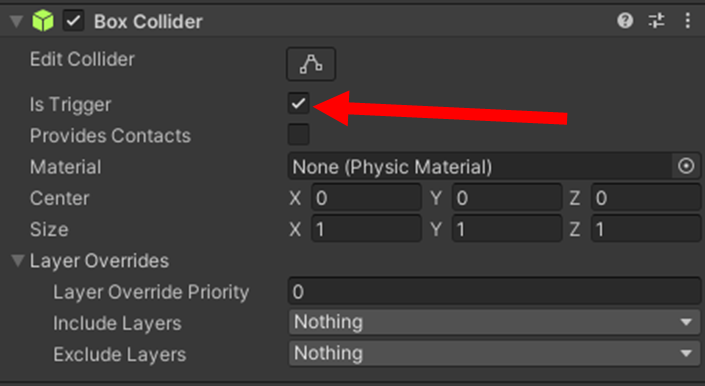 Box Collider
Edit Collider
Is Trigger
Provides Contacts
Material None (Physic Material)
Center X 0 Y 0 Z 0
Size X 1 Y 1 Z 1
Layer Overrides
Layer Override Priority 0
Include Layers Nothing
Exclude Layers Nothing